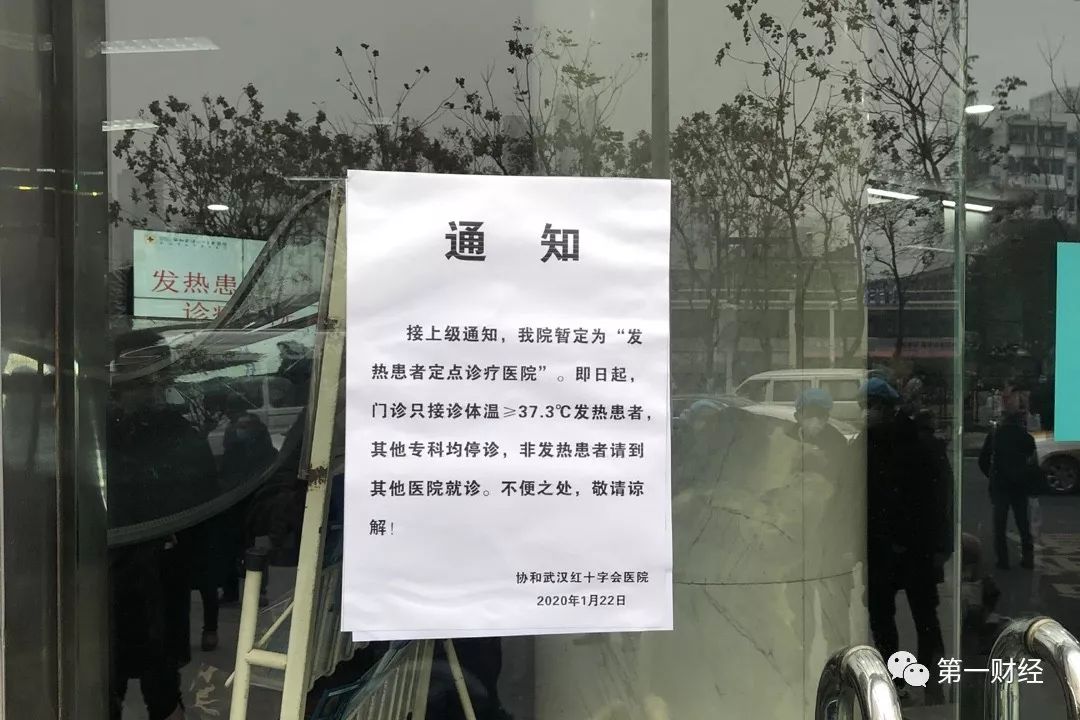 通 知
接上级通知，我院暂定为“发
热患者定点诊疗医院”。即日起，
门诊只接诊体温≥37.3℃发热患者，
其他专科均停诊，非发热患者请到
其他医院就诊。不便之处，敬请谅
解！
协和武汉红十字会医院
2020年1月22日
发热患
诊
第一财经